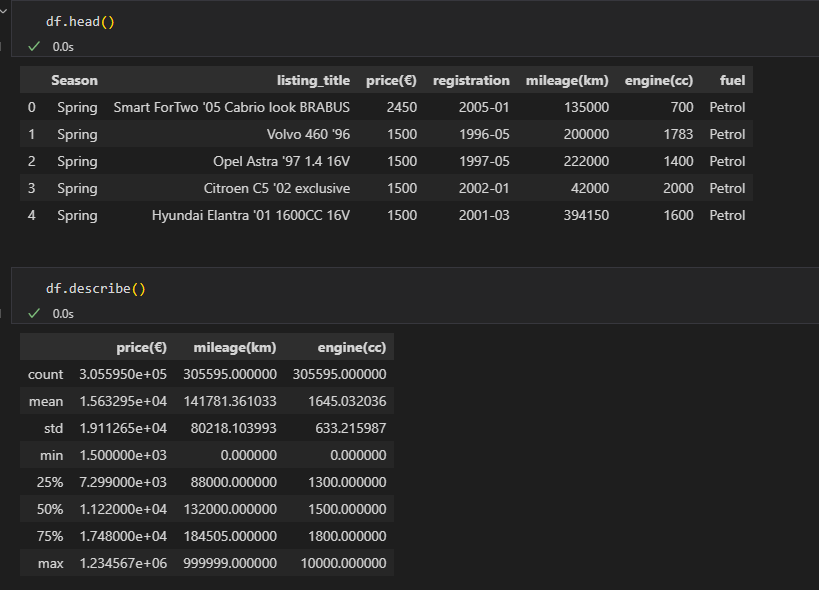 df.head()
0.0s
Season listing_title price(€) registration mileage(km) engine(cc) fuel
0 Spring Smart ForTwo '05 Cabrio look BRABUS 2450 2005-01 135000 700 Petrol
1 Spring Volvo 460 '96 1500 1996-05 200000 1783 Petrol
2 Spring Opel Astra '97 1.4 16V 1500 1997-05 222000 1400 Petrol
3 Spring Citroen C5 '02 exclusive 1500 2002-01 42000 2000 Petrol
4 Spring Hyundai Elantra '01 1600CC 16V 1500 2001-03 394150 1600 Petrol
df.describe()
0.0s
price(€) mileage(km) engine(cc)
count 3.055950e+05 305595.000000 305595.000000
mean 1.563295e+04 141781.361033 1645.032036
std 1.911265e+04 80218.103993 633.215987
min 1.500000e+03 0.000000 0.000000
25% 7.299000e+03 88000.000000 1300.000000
50% 1.122000e+04 132000.000000 1500.000000
75% 1.748000e+04 184505.000000 1800.000000
max 1.234567e+06 999999.000000 10000.000000